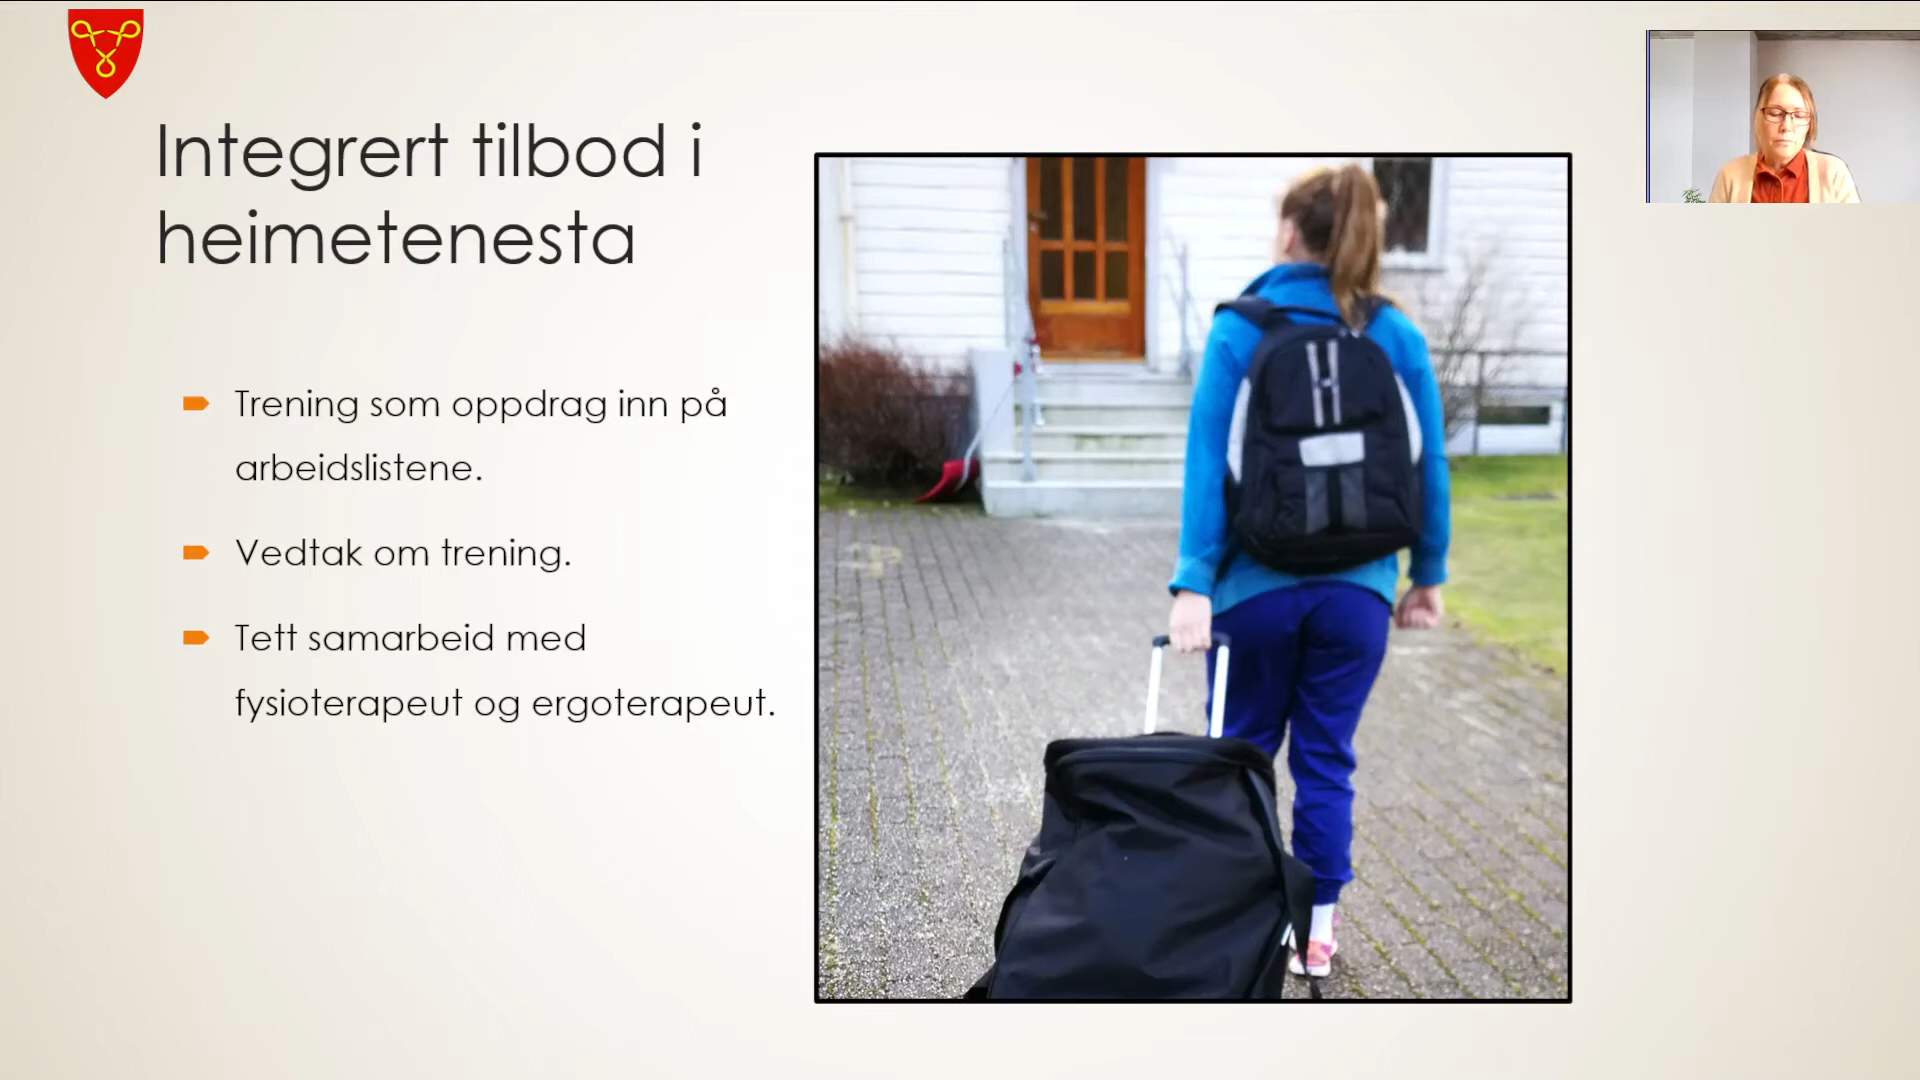 Integrert tilbod i
heimetenesta
Trening som oppdrag inn på
arbeidslistene.
Vedtak om trening.
Tett samarbeid med
fysioterapeut og ergoterapeut.